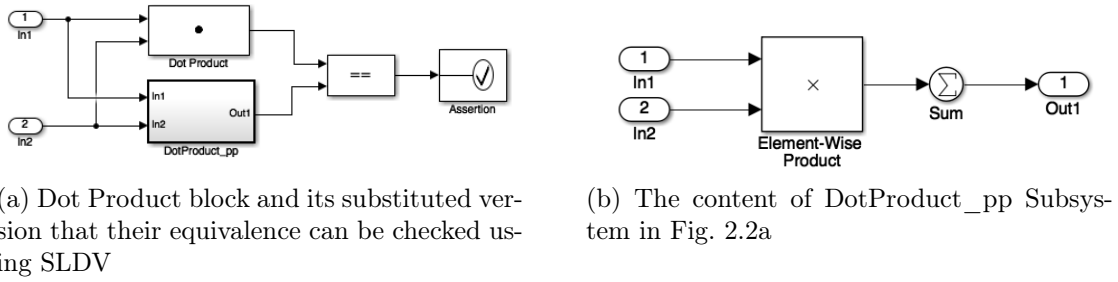 1
In1
Dot Product
==
Assertion
In1
In2
Out1
DotProduct_pp
2
In2
1
In1
2
In2
×
Element-Wise
Product
Σ
Sum
1
Out1
(a) Dot Product block and its substituted ver-
sion that their equivalence can be checked us-
ing SLDV
(b) The content of DotProduct_pp Subsys-
tem in Fig. 2.2a